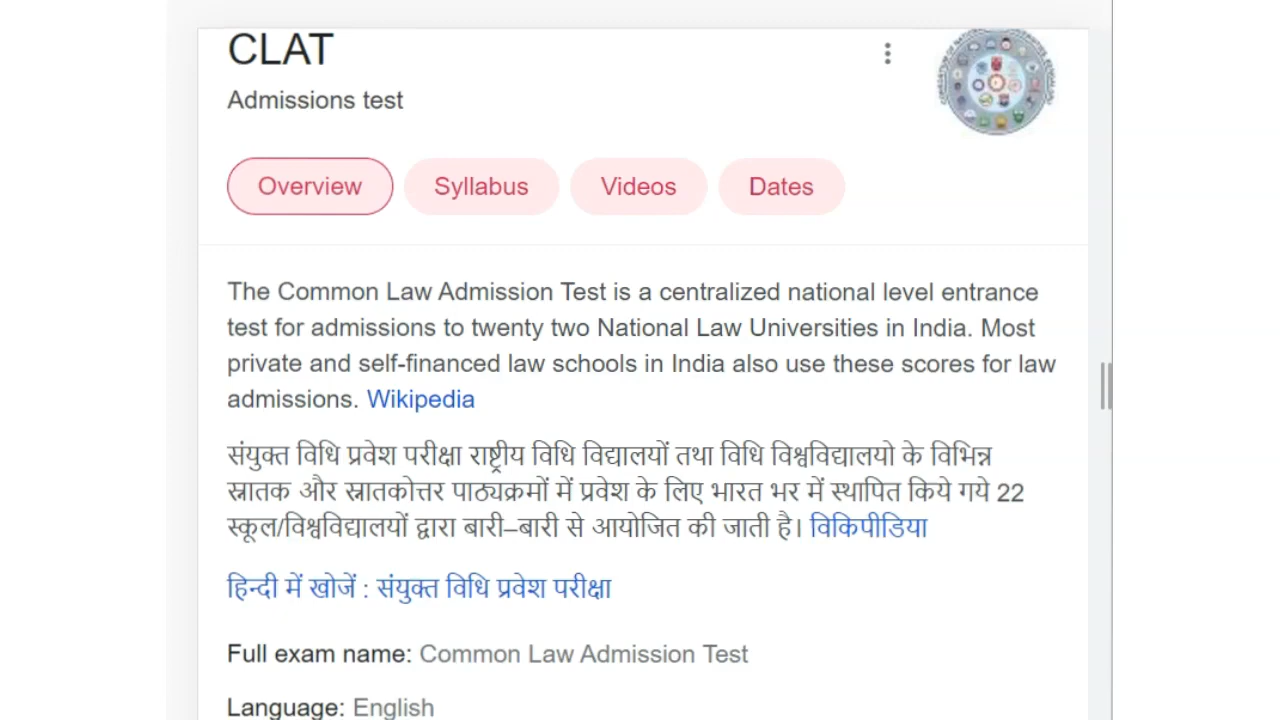 CLAT
Admissions test
Overview Syllabus Videos Dates
The Common Law Admission Test is a centralized national level entrance
test for admissions to twenty two National Law Universities in India. Most
private and self-financed law schools in India also use these scores for law
admissions. Wikipedia
संयुक्त विधि प्रवेश परीक्षा राष्ट्रीय विधि विद्यालयों तथा विधि विश्वविद्यालयो के विभिन्न
स्नातक और स्नातकोत्तर पाठ्यक्रमों में प्रवेश के लिए भारत भर में स्थापित किये गये 22
स्कूल/विश्वविद्यालयों द्वारा बारी–बारी से आयोजित की जाती है। विकिपीडिया
हिन्दी में खोजें : संयुक्त विधि प्रवेश परीक्षा
Full exam name: Common Law Admission Test
Language: English